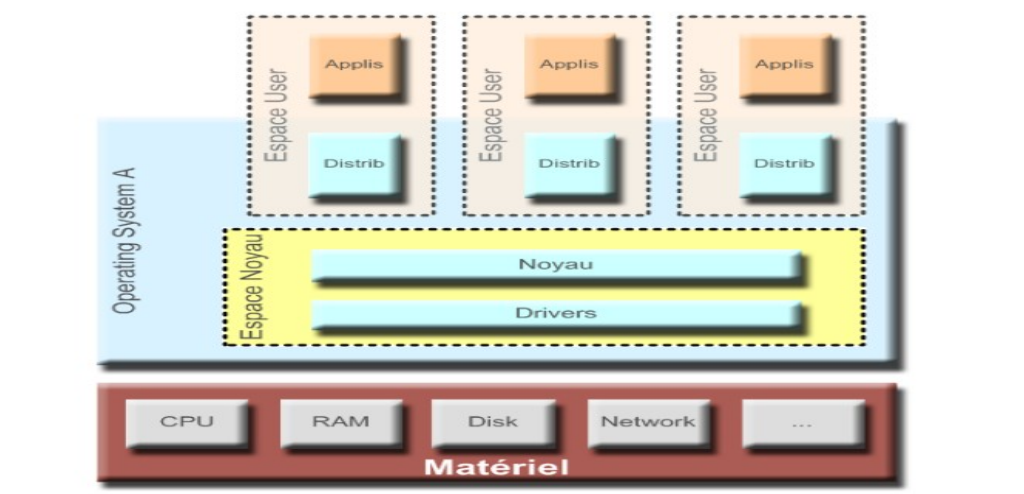 Applis
Applis
Applis
Espace User
Espace User
Espace User
Distrib
Distrib
Distrib
Operating System A
Espace Noyau
Noyau
Drivers
CPU
RAM
Disk
Network
...
Matériel